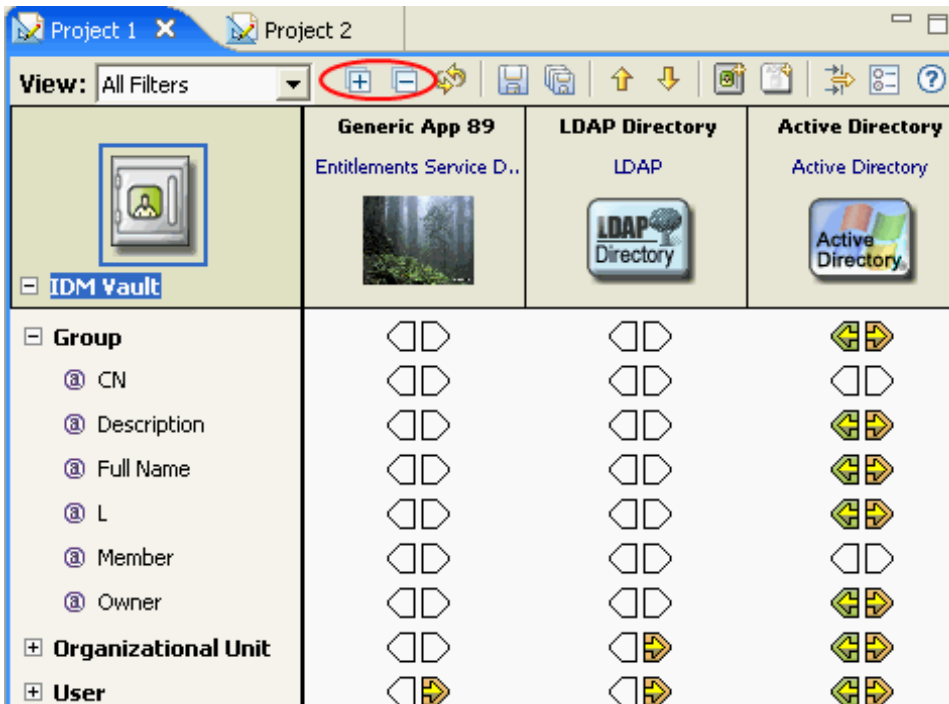 Project 1 Project 2
View: All Filters
Generic App 89 LDAP Directory Active Directory
Entitlements Service D.. LDAP Active Directory
LDAP
Directory
Active
Directory
IDM Vault
Group
CN
Description
Full Name
L
Member
Owner
Organizational Unit
User